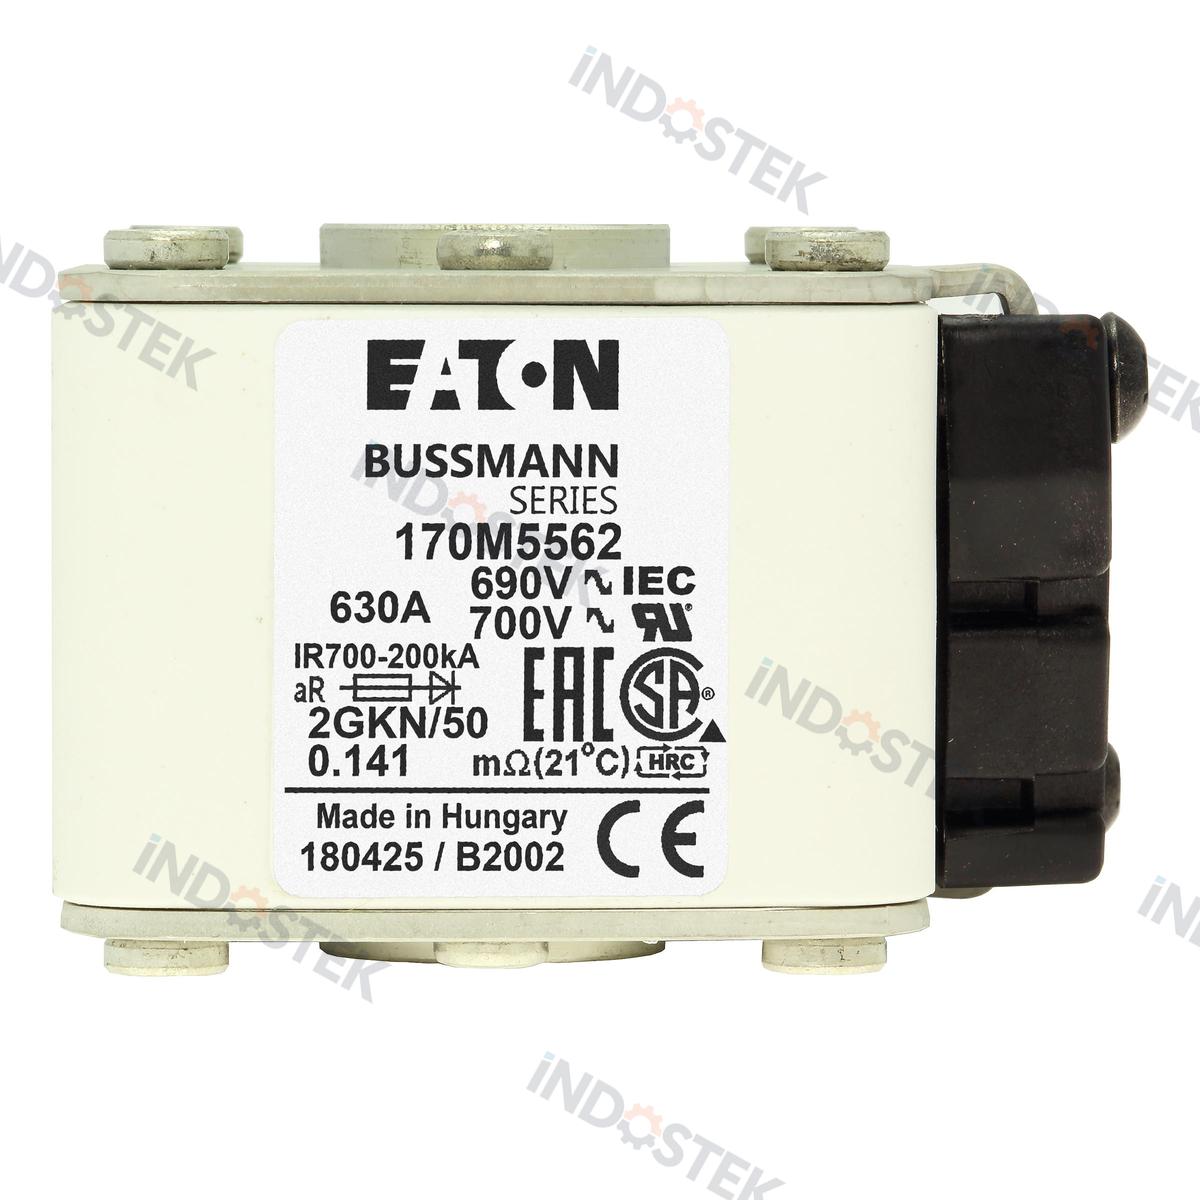 iNDOSTEK
EATON
BUSSMANN
SERIES
170M5562
690V IEC
630A
700V
IR700-200kA
aR
EAC
2GKN/50
0.141 mΩ(21°C) HRC
Made in Hungary
180425 / B2002 CE
iNDOSTEK
iNDOSTEK
iNDOSTEK
iNDOSTEK
iNDOSTEK